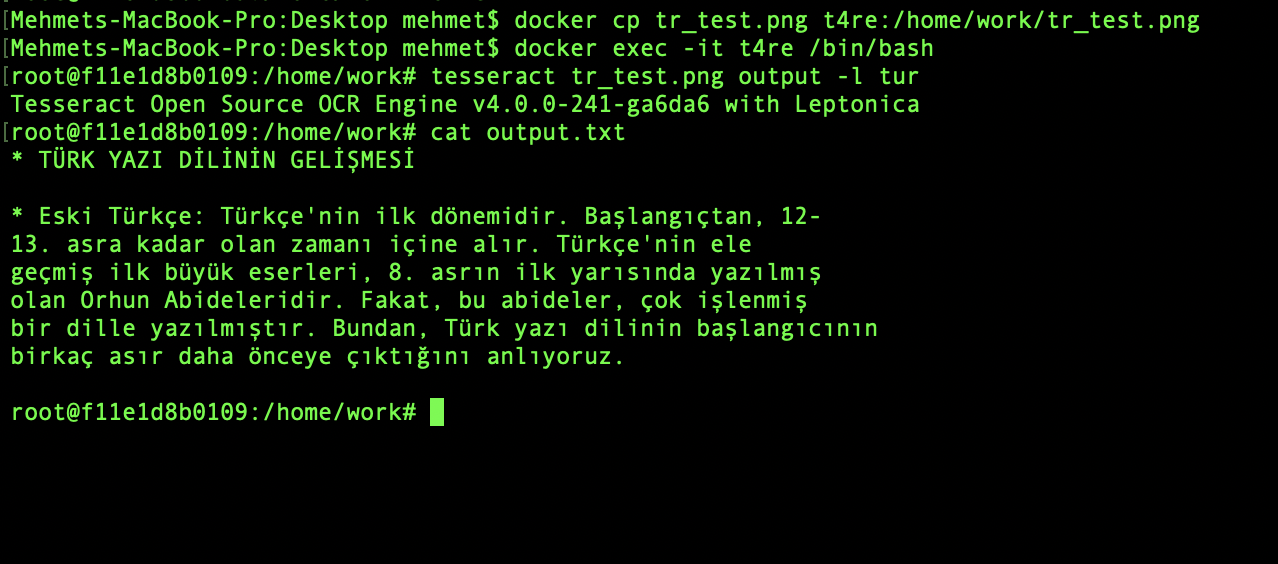 [Mehmets-MacBook-Pro:Desktop mehmet$ docker cp tr_test.png t4re:/home/work/tr_test.png
[Mehmets-MacBook-Pro:Desktop mehmet$ docker exec -it t4re /bin/bash
[root@f11e1d8b0109:/home/work# tesseract tr_test.png output -l tur
Tesseract Open Source OCR Engine v4.0.0-241-ga6da6 with Leptonica
[root@f11e1d8b0109:/home/work# cat output.txt
* TÜRK YAZI DİLİNİN GELİŞMESİ
* Eski Türkçe: Türkçe'nin ilk dönemidir. Başlangıçtan, 12-
13. asra kadar olan zamanı içine alır. Türkçe'nin ele
geçmiş ilk büyük eserleri, 8. asrın ilk yarısında yazılmış
olan Orhun Abideleridir. Fakat, bu abideler, çok işlenmiş
bir dille yazılmıştır. Bundan, Türk yazı dilinin başlangıcının
birkaç asır daha önceye çıktığını anlıyoruz.
root@f11e1d8b0109:/home/work#